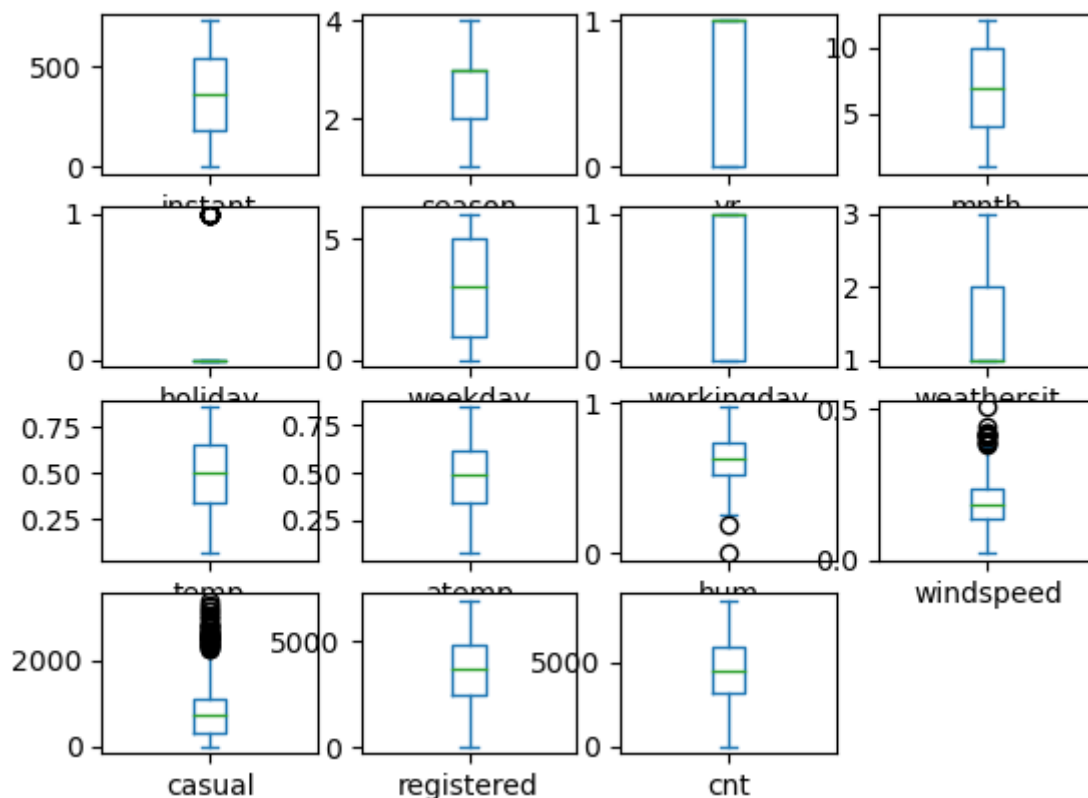 500
0
instant
4
2
season
1
0
yr
10
5
mnth
1
0
holiday
5
0
weekday
1
0
workingday
3
2
1
weathersit
0.75
0.50
0.25
temp
0.75
0.50
0.25
atemp
1
0
hum
0.5
0.0
windspeed
2000
0
casual
5000
0
registered
5000
0
cnt